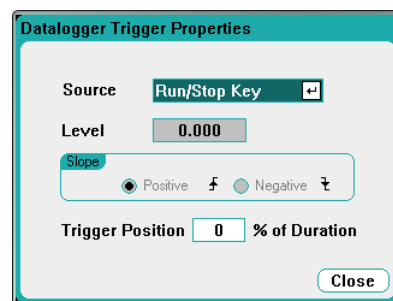 Datalogger Trigger Properties
Source Run/Stop Key
Level 0.000
Slope
Positive Negative
Trigger Position 0 % of Duration
Close